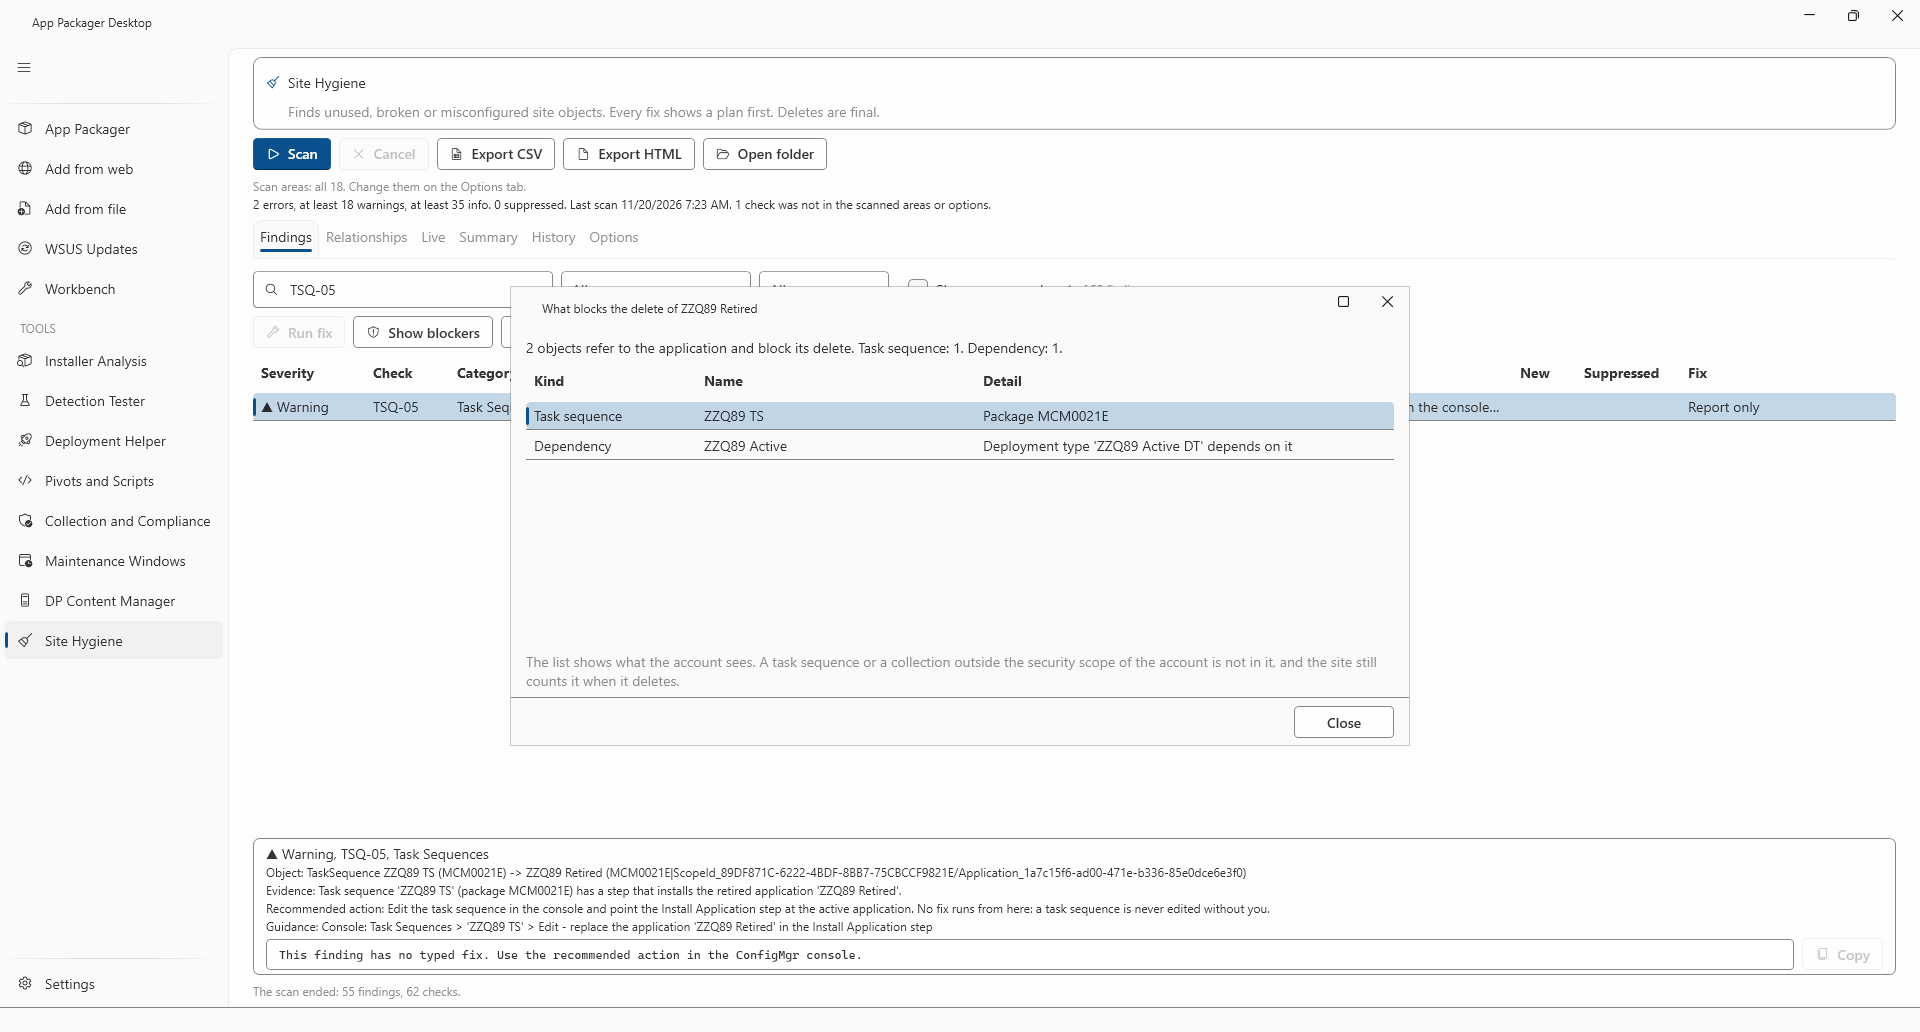 App Packager Desktop
Site Hygiene
Finds unused, broken or misconfigured site objects. Every fix shows a plan first. Deletes are final.
App Packager
Add from web
Add from file
WSUS Updates
Workbench
TOOLS
Installer Analysis
Detection Tester
Deployment Helper
Pivots and Scripts
Collection and Compliance
Maintenance Windows
DP Content Manager
Site Hygiene
Settings
Scan
Cancel
Export CSV
Export HTML
Open folder
Scan areas: all 18. Change them on the Options tab.
2 errors, at least 18 warnings, at least 35 info. 0 suppressed. Last scan 11/20/2026 7:23 AM. 1 check was not in the scanned areas or options.
Findings Relationships Live Summary History Options
TSQ-05
Run fix
Show blockers
Severity Check Category New Suppressed Fix
▲ Warning TSQ-05 Task Seq the console... Report only
What blocks the delete of ZZQ89 Retired
2 objects refer to the application and block its delete. Task sequence: 1. Dependency: 1.
Kind Name Detail
Task sequence ZZQ89 TS Package MCM0021E
Dependency ZZQ89 Active Deployment type 'ZZQ89 Active DT' depends on it
The list shows what the account sees. A task sequence or a collection outside the security scope of the account is not in it, and the site still
counts it when it deletes.
Close
▲ Warning, TSQ-05, Task Sequences
Object: TaskSequence ZZQ89 TS (MCM0021E) -> ZZQ89 Retired (MCM0021E|ScopeId_89DF871C-6222-4BDF-8BB7-75CBCCF9821E/Application_1a7c15f6-ad00-471e-b336-85e0dce6e3f0)
Evidence: Task sequence 'ZZQ89 TS' (package MCM0021E) has a step that installs the retired application 'ZZQ89 Retired'.
Recommended action: Edit the task sequence in the console and point the Install Application step at the active application. No fix runs from here: a task sequence is never edited without you.
Guidance: Console: Task Sequences > 'ZZQ89 TS' > Edit - replace the application 'ZZQ89 Retired' in the Install Application step
This finding has no typed fix. Use the recommended action in the ConfigMgr console.
Copy
The scan ended: 55 findings, 62 checks.